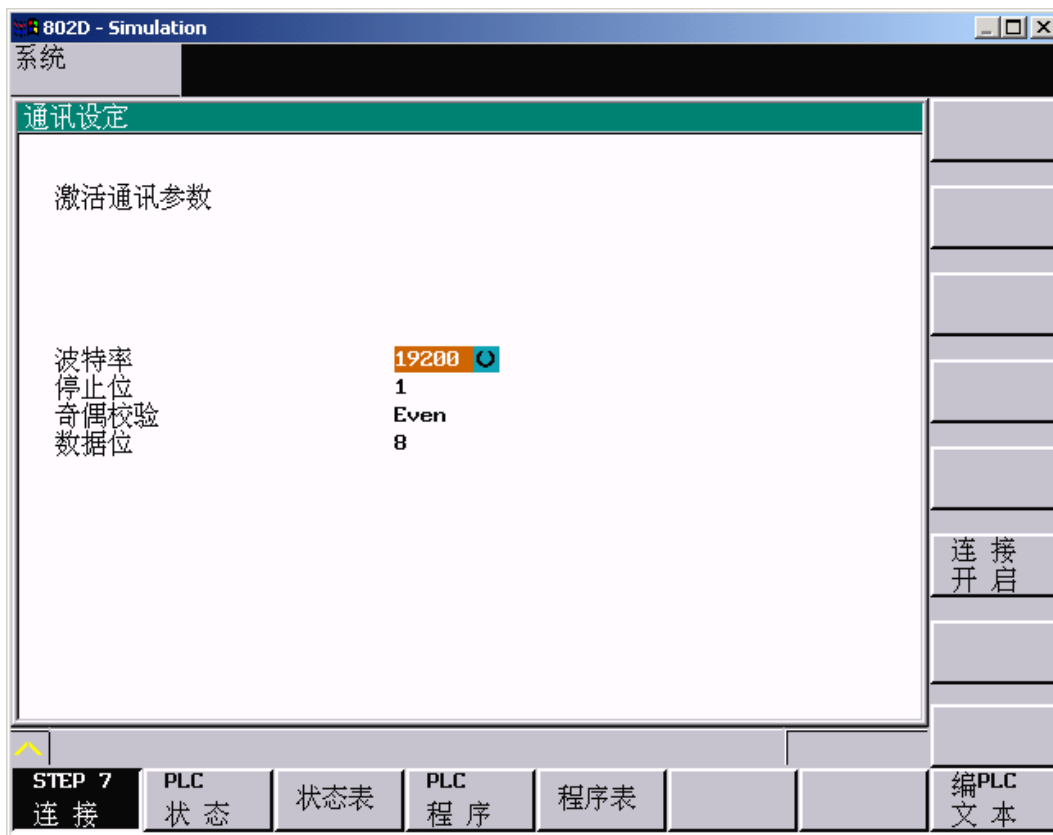 802D - Simulation
系统
通讯设定
激活通讯参数
波特率 19200
停止位 1
奇偶校验 Even
数据位 8
连 接
开 启
STEP 7
连 接
PLC
状 态
状态表
PLC
程 序
程序表
编PLC
文 本